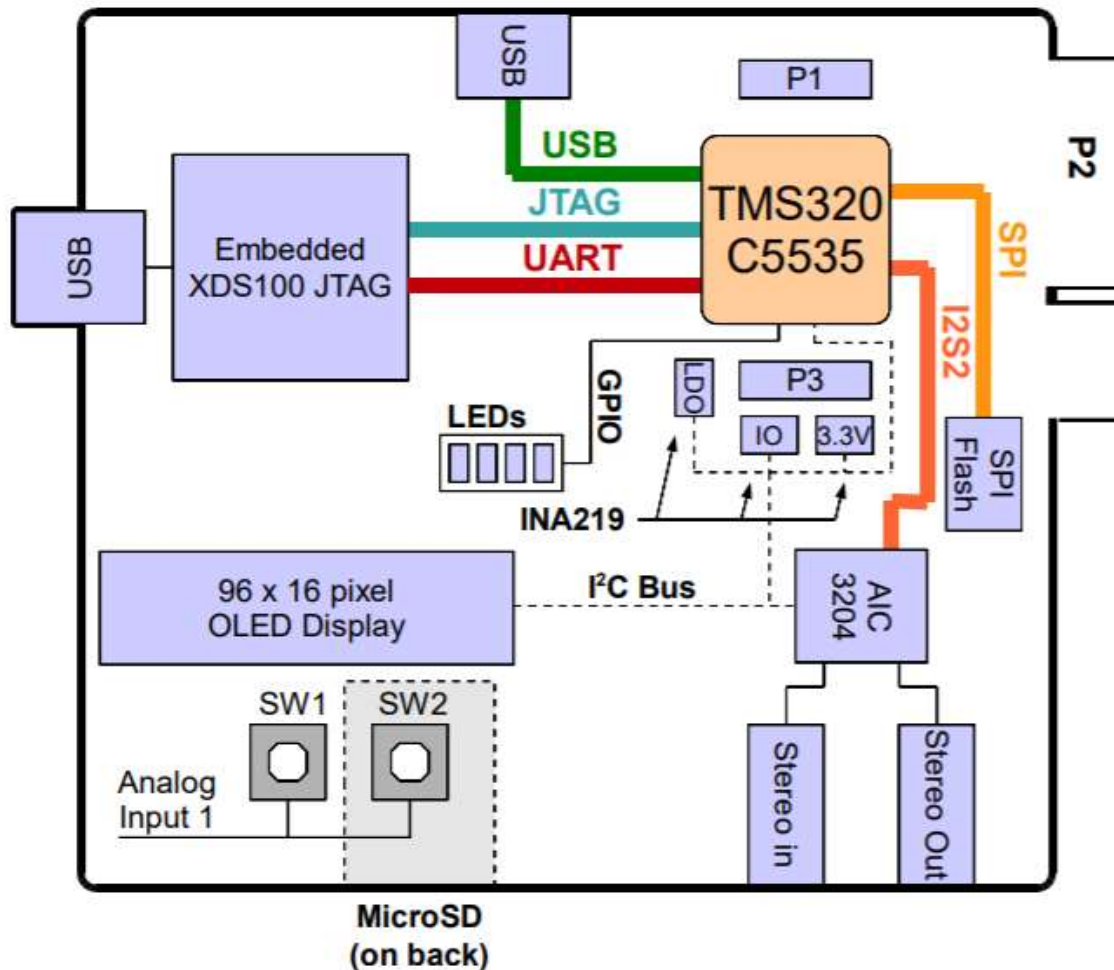 USB
P1
P2
USB
JTAG
UART
TMS320
C5535
SPI
I2S2
USB
Embedded
XDS100 JTAG
GPIO
LDO
P3
IO
3.3V
LEDs
INA219
SPI
Flash
96 x 16 pixel
OLED Display
I²C Bus
AIC
3204
SW1
SW2
Analog
Input 1
Stereo in
Stereo Out
MicroSD
(on back)